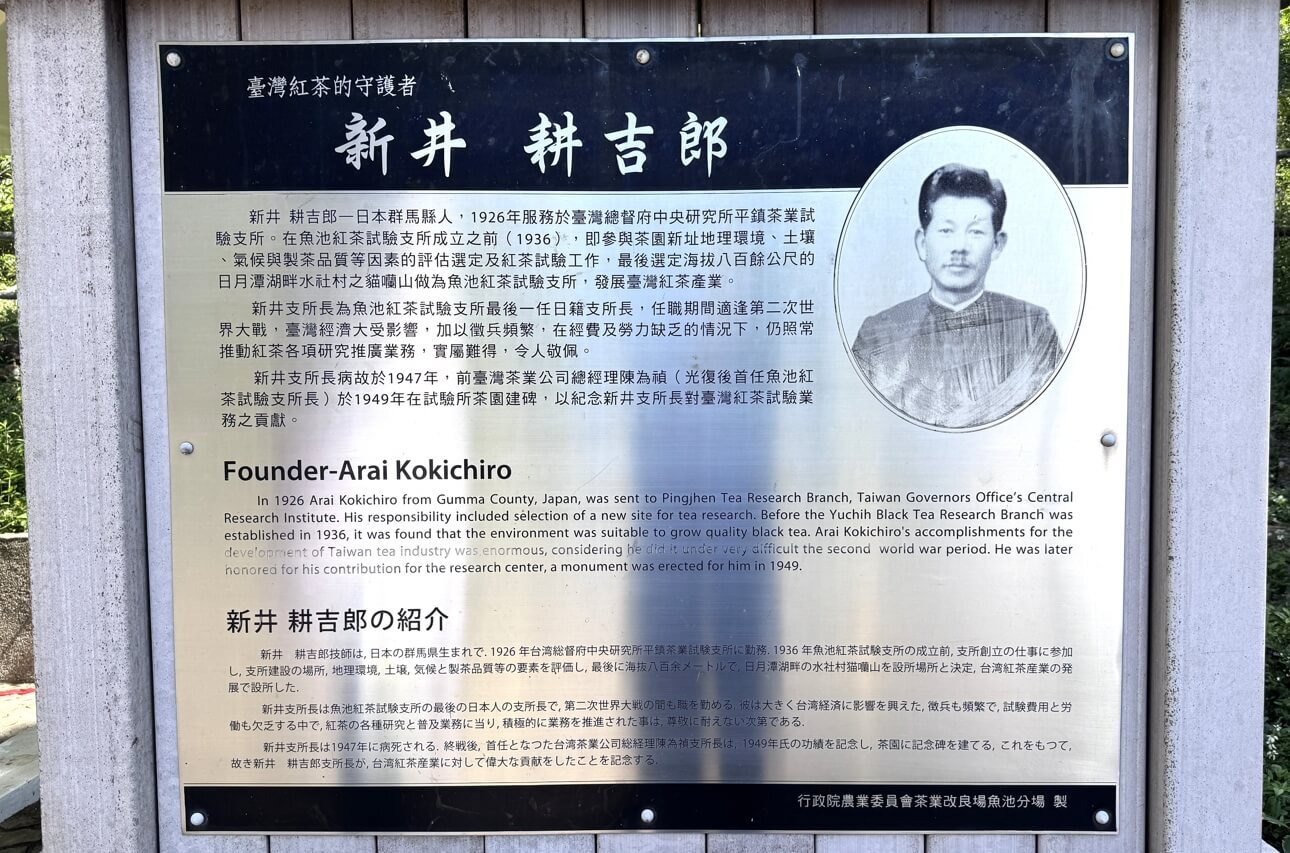 臺灣紅茶的守護者
新井 耕吉郎
新井 耕吉郎—日本群馬縣人，1926年服務於臺灣總督府中央研究所平鎮茶業試
驗支所。在魚池紅茶試驗支所成立之前（1936），即參與茶園新址地理環境、土壤
、氣候與製茶品質等因素的評估選定及紅茶試驗工作，最後選定海拔八百餘公尺的
日月潭湖畔水社村之貓囒山做為魚池紅茶試驗支所，發展臺灣紅茶產業。
新井支所長為魚池紅茶試驗支所最後一任日籍支所長，任職期間適逢第二次世
界大戰，臺灣經濟大受影響，加以徵兵頻繁，在經費及勞力缺乏的情況下，仍照常
推動紅茶各項研究推廣業務，實屬難得，令人敬佩。
新井支所長病故於1947年，前臺灣茶業公司總經理陳為禎（光復後首任魚池紅
茶試驗支所長）於1949年在試驗所茶園建碑，以紀念新井支所長對臺灣紅茶試驗業
務之貢獻。
Founder-Arai Kokichiro
In 1926 Arai Kokichiro from Gumma County, Japan, was sent to Pingjhen Tea Research Branch, Taiwan Governors Office's Central
Research Institute. His responsibility included selection of a new site for tea research. Before the Yuchih Black Tea Research Branch was
established in 1936, it was found that the environment was suitable to grow quality black tea. Arai Kokichiro's accomplishments for the
development of Taiwan tea industry was enormous, considering he did it under very difficult the second world war period. He was later
honored for his contribution for the research center, a monument was erected for him in 1949.
新井 耕吉郎の紹介
新井　耕吉郎技師は, 日本の群馬県生まれで. 1926 年台湾総督府中央研究所平鎮茶業試験支所に勤務. 1936 年魚池紅茶試験支所の成立前, 支所創立の仕事に参加
し, 支所建設の場所, 地理環境, 土壌, 気候と製茶品質等の要素を評価し, 最後に海抜八百余メートルで, 日月潭湖畔の水社村猫囒山を設所場所と決定, 台湾紅茶産業の発
展で設所した.
新井支所長は魚池紅茶試験支所の最後の日本人の支所長で, 第二次世界大戦の間も職を勤める. 彼は大きく台湾経済に影響を興えた, 徴兵も頻繁で, 試験費用と労
働も欠乏する中で, 紅茶の各種研究と普及業務に当り, 積極的に業務を推進された事は, 尊敬に耐えない次第である.
新井支所長は1947年に病死される. 終戦後, 首任となつた台湾茶業公司総経理陳為禎支所長は, 1949年氏の功績を記念し, 茶園に記念碑を建てる, これをもつて,
故き新井　耕吉郎支所長が, 台湾紅茶産業に対して偉大な貢献をしたことを記念する.
行政院農業委員會茶業改良場魚池分場 製